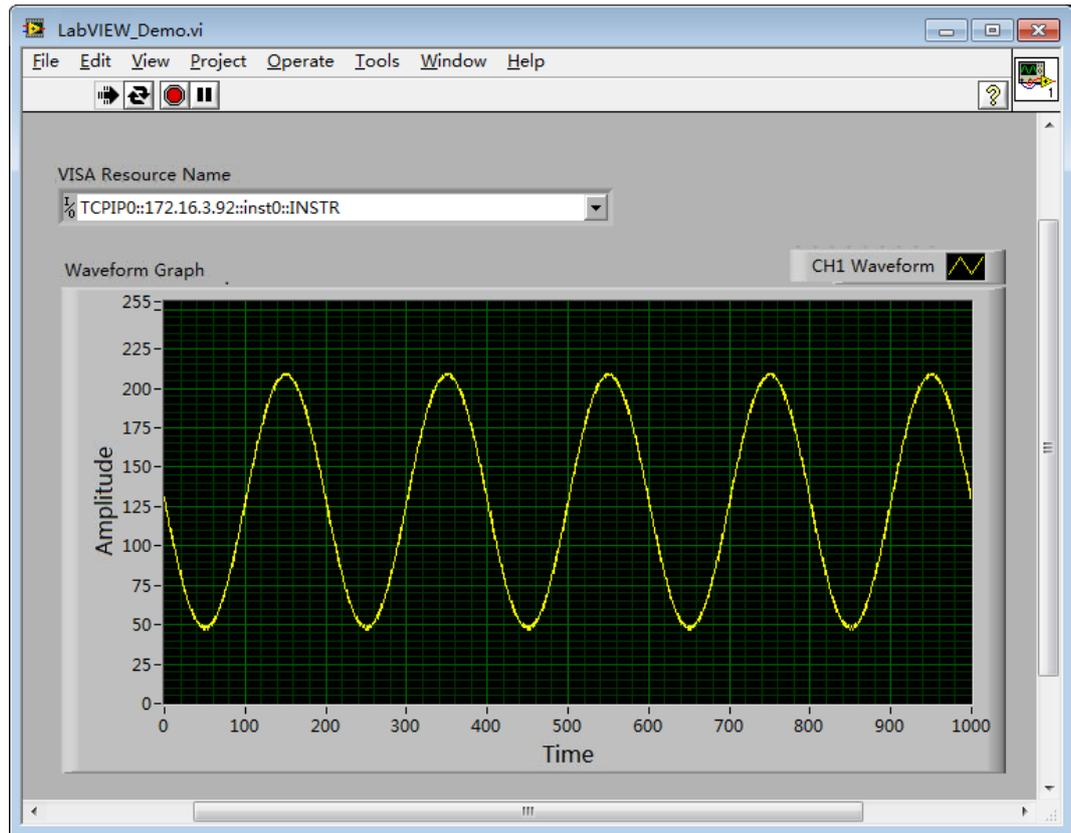 LabVIEW_Demo.vi
File Edit View Project Operate Tools Window Help
1
VISA Resource Name
I/O TCPIP0::172.16.3.92::inst0::INSTR
Waveform Graph
CH1 Waveform
255
225
200
175
150
125
100
75
50
25
0
Amplitude
0 100 200 300 400 500 600 700 800 900 1000
Time